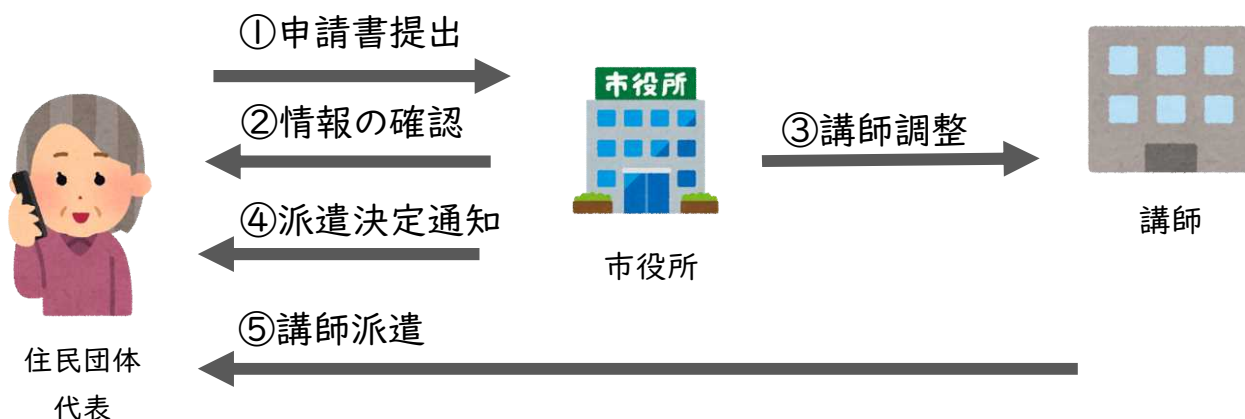 ①申請書提出
市役所
②情報の確認
③講師調整
④派遣決定通知
講師
市役所
⑤講師派遣
住民団体
代表